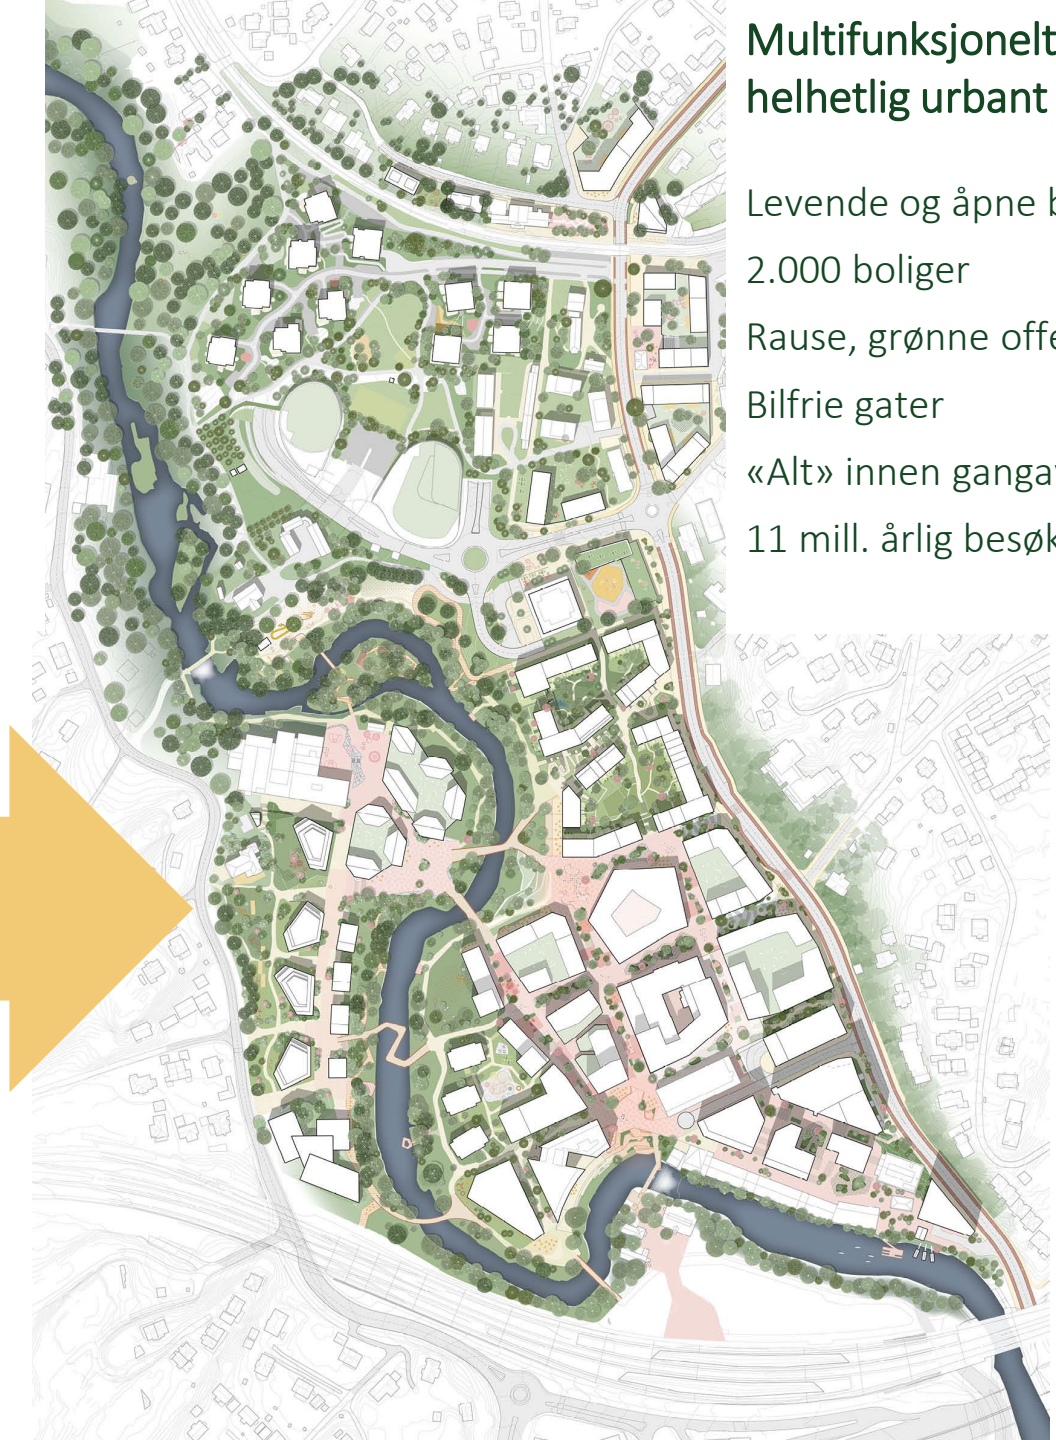 Multifunksjonelt
helhetlig urbant
Levende og åpne
2.000 boliger
Rause, grønne
Bilfrie gater
«Alt» innen
11 mill. årlig